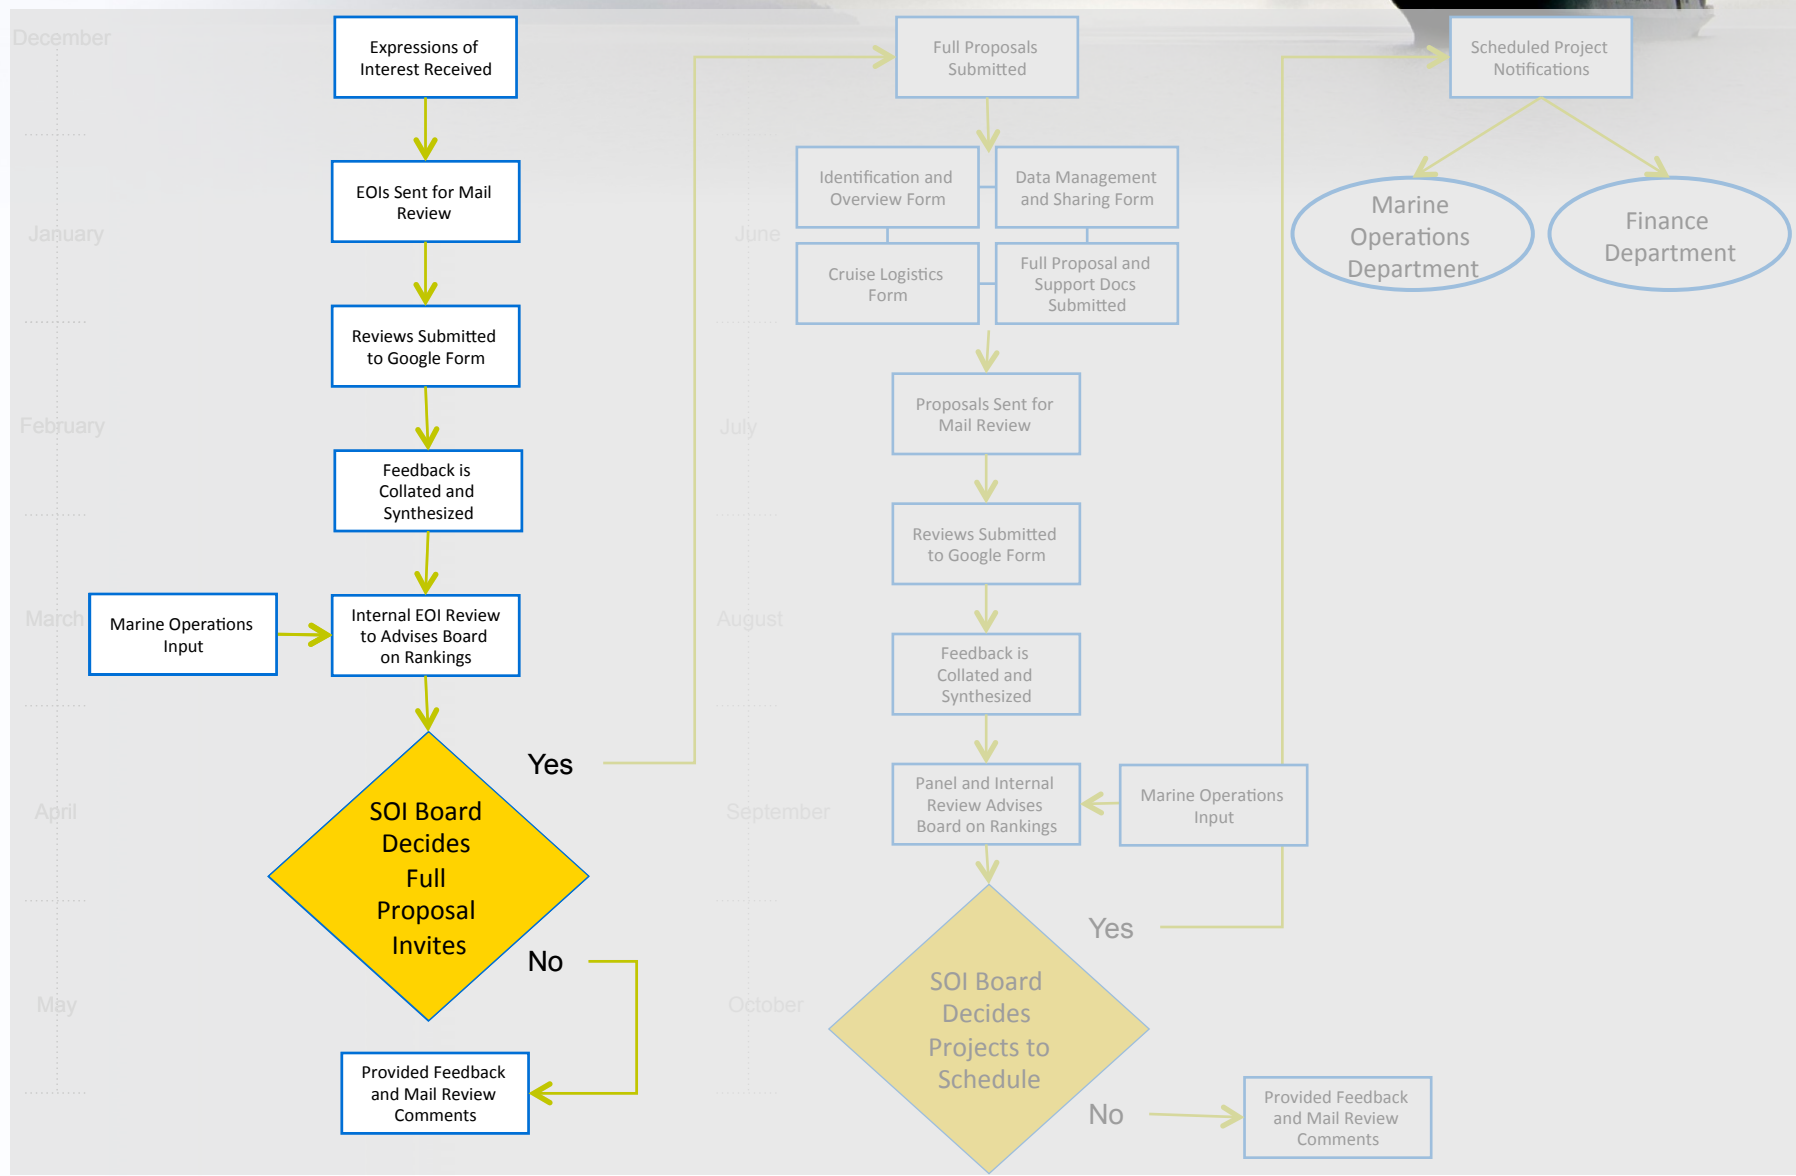 December
January
February
March
April
May
Expressions of
Interest Received
EOIs Sent for Mail
Review
Reviews Submitted
to Google Form
Feedback is
Collated and
Synthesized
Marine Operations
Input
Internal EOI Review
to Advises Board
on Rankings
SOI Board
Decides
Full
Proposal
Invites
Yes
No
Provided Feedback
and Mail Review
Comments
June
July
August
September
October
Full Proposals
Submitted
Identification and
Overview Form
Data Management
and Sharing Form
Cruise Logistics
Form
Full Proposal and
Support Docs
Submitted
Proposals Sent for
Mail Review
Reviews Submitted
to Google Form
Feedback is
Collated and
Synthesized
Panel and Internal
Review Advises
Board on Rankings
Marine Operations
Input
SOI Board
Decides
Projects to
Schedule
Yes
No
Provided Feedback
and Mail Review
Comments
Scheduled Project
Notifications
Marine
Operations
Department
Finance
Department